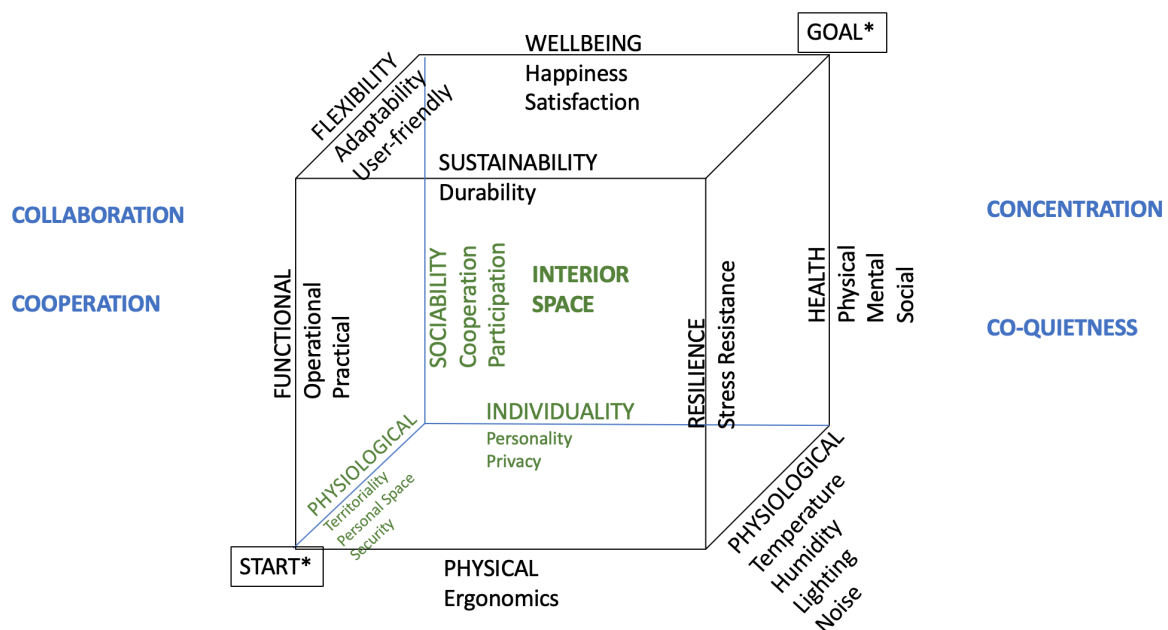 GOAL*
WELLBEING
Happiness
Satisfaction
FLEXIBILITY
Adaptability
User-friendly
SUSTAINABILITY
Durability
COLLABORATION
COOPERATION
CONCENTRATION
CO-QUIETNESS
FUNCTIONAL
Operational
Practical
SOCIABILITY
Cooperation
Participation
INTERIOR
SPACE
RESILIENCE
Stress Resistance
HEALTH
Physical
Mental
Social
INDIVIDUALITY
Personality
Privacy
PHYSIOLOGICAL
Territoriality
Personal Space
Security
PHYSIOLOGICAL
Temperature
Humidity
Lighting
Noise
START*
PHYSICAL
Ergonomics